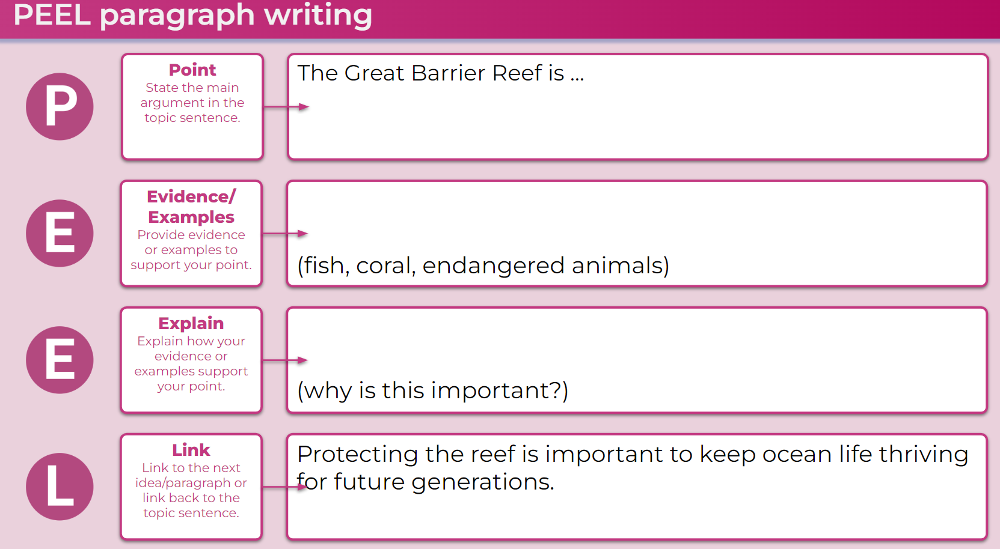 PEEL paragraph writing
P
Point
State the main
argument in the
topic sentence.
The Great Barrier Reef is ...
E
Evidence/
Examples
Provide evidence
or examples to
support your point.
(fish, coral, endangered animals)
E
Explain
Explain how your
evidence or
examples support
your point.
(why is this important?)
L
Link
Link to the next
idea/paragraph or
link back to the
topic sentence.
Protecting the reef is important to keep ocean life thriving
for future generations.